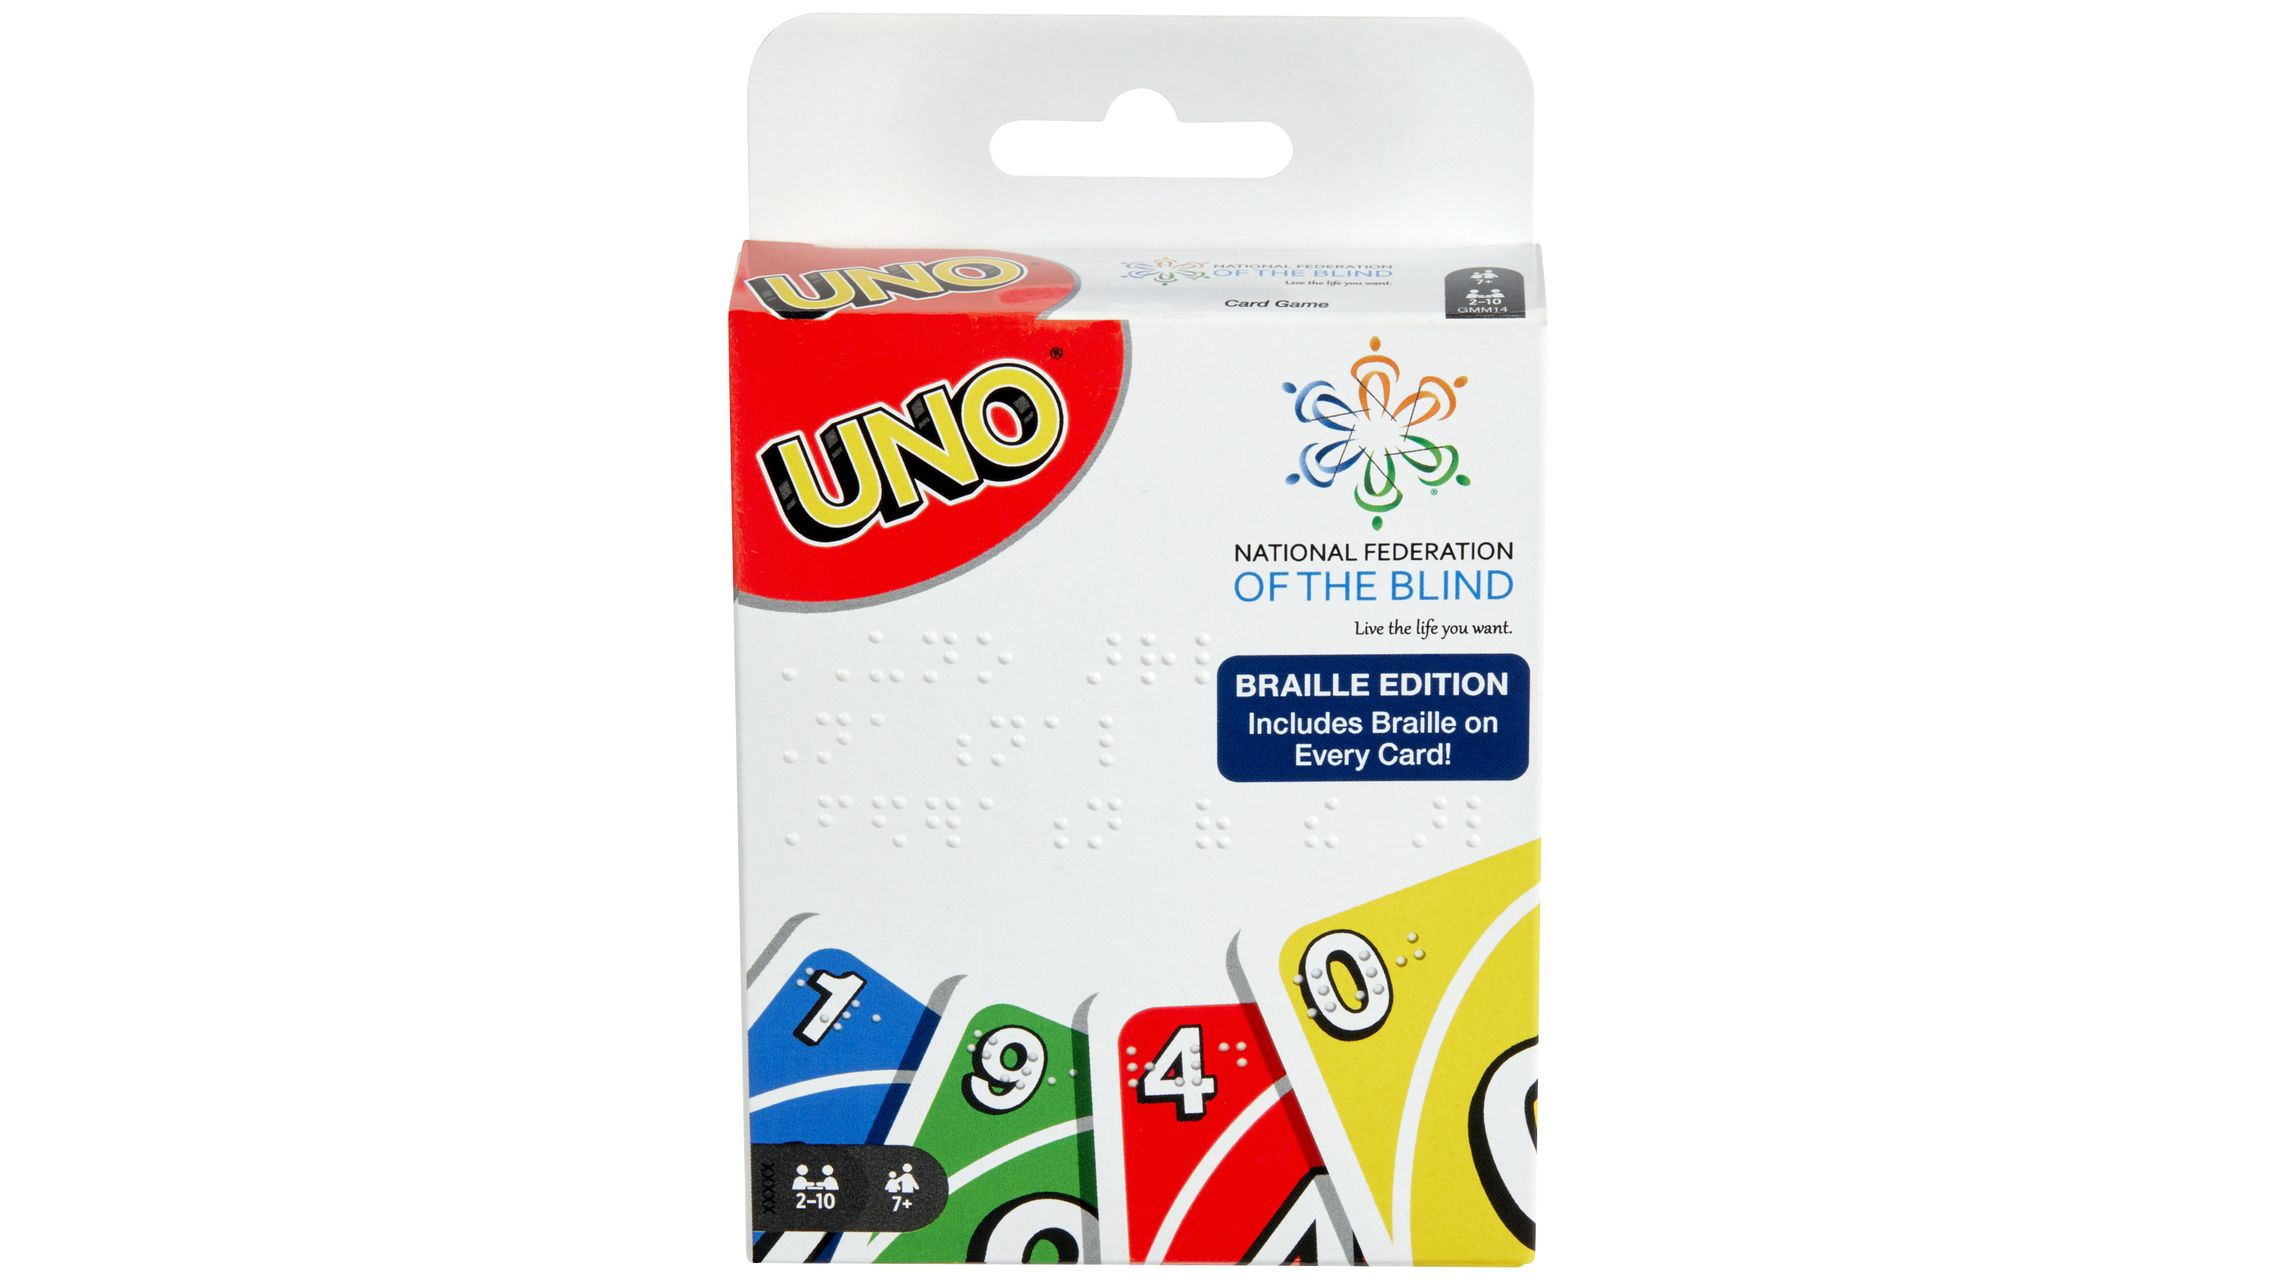 UNO
NATIONAL FEDERATION
OF THE BLIND
Live the life you want.
Card Game
7+
2-10
GMM14
UNO®
NATIONAL FEDERATION
OF THE BLIND
Live the life you want.
BRAILLE EDITION
Includes Braille on
Every Card!
1
9
4
0
XXXXX
2-10
7+